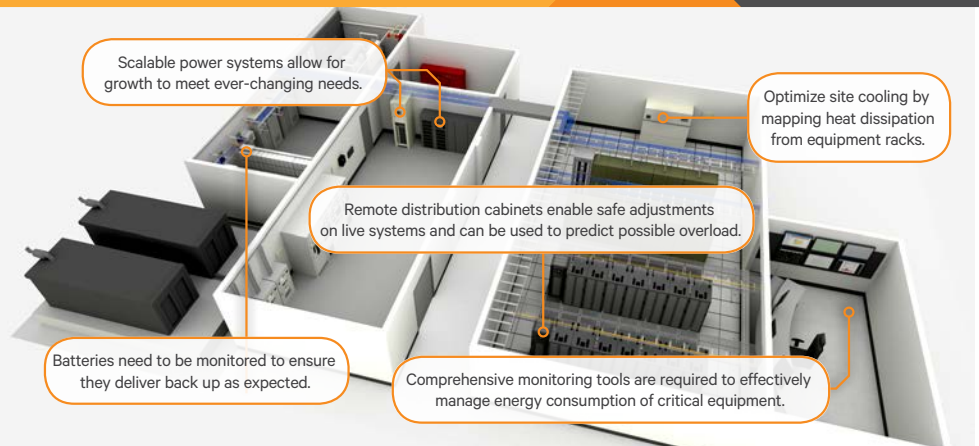 Scalable power systems allow for
growth to meet ever-changing needs.
Optimize site cooling by
mapping heat dissipation
from equipment racks.
Remote distribution cabinets enable safe adjustments
on live systems and can be used to predict possible overload.
Batteries need to be monitored to ensure
they deliver back up as expected.
Comprehensive monitoring tools are required to effectively
manage energy consumption of critical equipment.